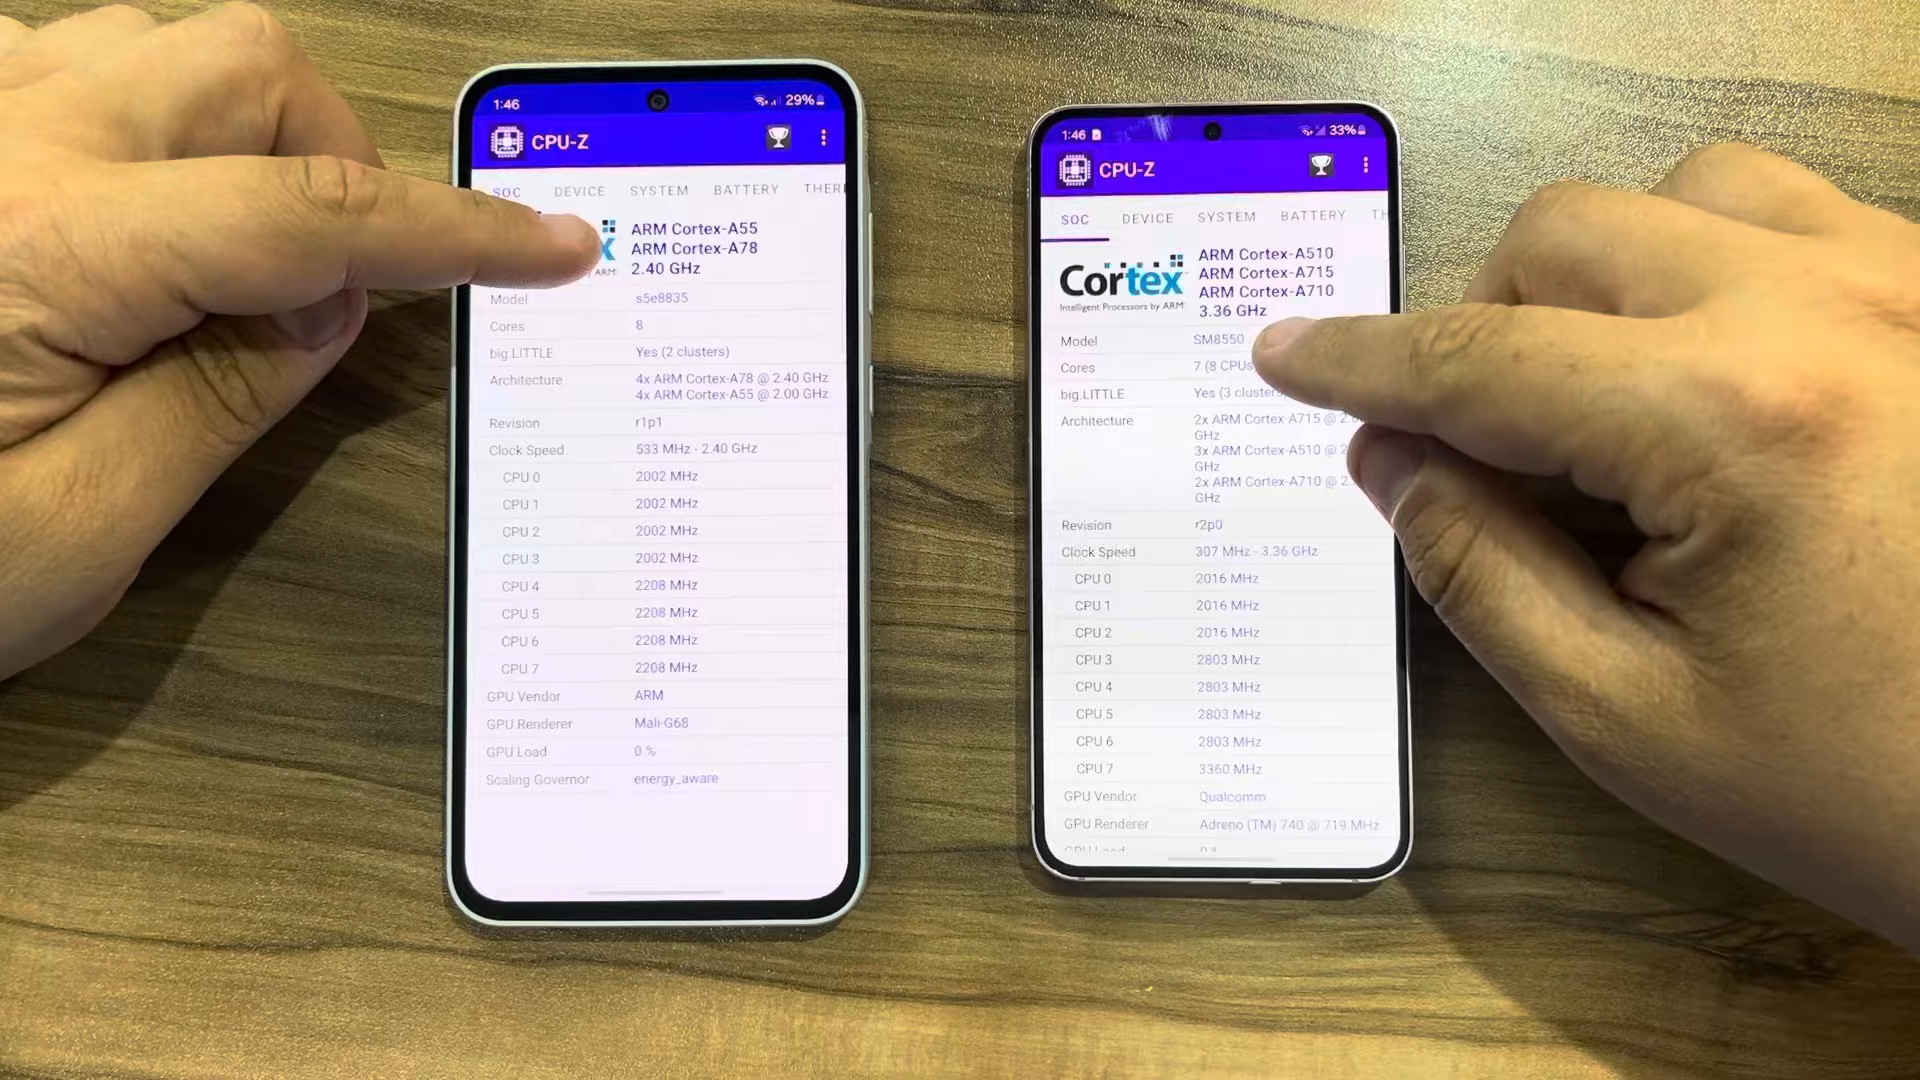 1:46
29%
CPU-Z
SOC DEVICE SYSTEM BATTERY THER
ARM Cortex-A55
ARM Cortex-A78
2.40 GHz
ARM
Model s5e8835
Cores 8
big.LITTLE Yes (2 clusters)
Architecture 4x ARM Cortex-A78 @ 2.40 GHz
4x ARM Cortex-A55 @ 2.00 GHz
Revision r1p1
Clock Speed 533 MHz - 2.40 GHz
CPU 0 2002 MHz
CPU 1 2002 MHz
CPU 2 2002 MHz
CPU 3 2002 MHz
CPU 4 2208 MHz
CPU 5 2208 MHz
CPU 6 2208 MHz
CPU 7 2208 MHz
GPU Vendor ARM
GPU Renderer Mali-G68
GPU Load 0 %
Scaling Governor energy_aware
1:46
33%
CPU-Z
SOC DEVICE SYSTEM BATTERY TH
Cortex
Intelligent Processors by ARM
ARM Cortex-A510
ARM Cortex-A715
ARM Cortex-A710
3.36 GHz
Model SM8550
Cores 7 (8 CPUs
big.LITTLE Yes (3 clusters
Architecture 2x ARM Cortex-A715 @ 2.
GHz
3x ARM Cortex-A510 @ 2
GHz
2x ARM Cortex-A710 @ 2.
GHz
Revision r2p0
Clock Speed 307 MHz - 3.36 GHz
CPU 0 2016 MHz
CPU 1 2016 MHz
CPU 2 2016 MHz
CPU 3 2803 MHz
CPU 4 2803 MHz
CPU 5 2803 MHz
CPU 6 2803 MHz
CPU 7 3360 MHz
GPU Vendor Qualcomm
GPU Renderer Adreno (TM) 740 @ 719 MHz